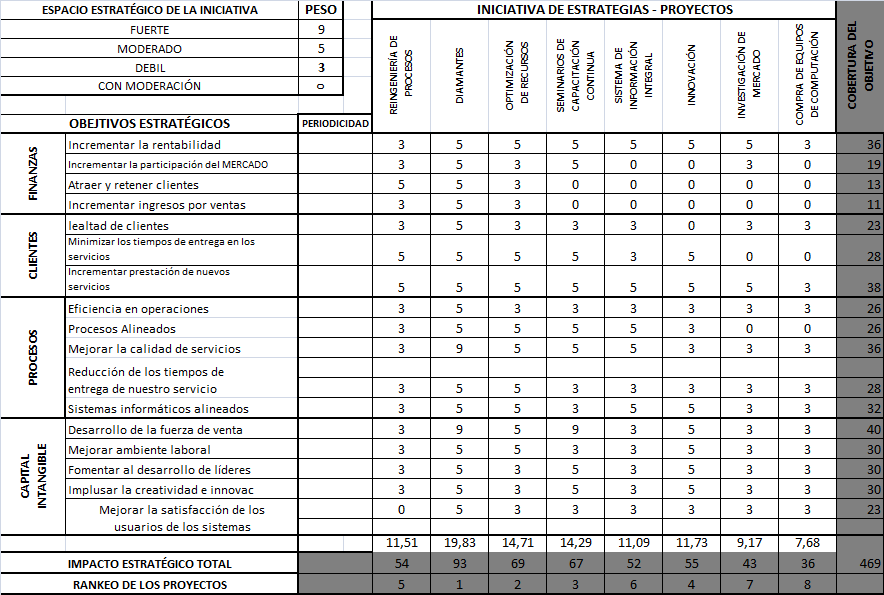 ESPACIO ESTRATÉGICO DE LA INICIATIVA PESO INICIATIVA DE ESTRATEGIAS - PROYECTOS
FUERTE 9
MODERADO 5
DEBIL 3
CON MODERACIÓN 0
REINGENIERÍA DE PROCESOS
DIAMANTES
OPTIMIZACIÓN DE RECURSOS
SEMINARIOS DE CAPACITACIÓN CONTINUA
SISTEMA DE INFORMACIÓN INTEGRAL
INNOVACIÓN
INVESTIGACIÓN DE MERCADO
COMPRA DE EQUIPOS DE COMPUTACIÓN
COBERTURA DEL OBJETIVO
OBEJTIVOS ESTRATÉGICOS PERIODICIDAD
FINANZAS
Incrementar la rentabilidad 3 5 5 5 5 5 5 3 36
Incrementar la participación del MERCADO 3 5 3 5 0 0 3 0 19
Atraer y retener clientes 5 5 3 0 0 0 0 0 13
Incrementar ingresos por ventas 3 5 3 0 0 0 0 0 11
CLIENTES
lealtad de clientes 3 5 3 3 3 0 3 3 23
Minimizar los tiempos de entrega en los
servicios 5 5 5 5 3 5 0 0 28
Incrementar prestación de nuevos
servicios 5 5 5 5 5 5 5 3 38
PROCESOS
Eficiencia en operaciones 3 5 3 3 3 3 3 3 26
Procesos Alineados 3 5 5 5 5 3 0 0 26
Mejorar la calidad de servicios 3 9 5 5 5 3 3 3 36
Reducción de los tiempos de
entrega de nuestro servicio 3 5 5 3 3 3 3 3 28
Sistemas informáticos alineados 3 5 5 3 5 5 3 3 32
CAPITAL INTANGIBLE
Desarrollo de la fuerza de venta 3 9 5 9 3 5 3 3 40
Mejorar ambiente laboral 3 5 5 3 3 5 3 3 30
Fomentar al desarrollo de líderes 3 5 3 5 3 5 3 3 30
Implusar la creatividad e innovac 3 5 3 5 3 5 3 3 30
Mejorar la satisfacción de los 0 5 3 3 3 3 3 3 23
usuarios de los sistemas
11,51 19,83 14,71 14,29 11,09 11,73 9,17 7,68
IMPACTO ESTRATÉGICO TOTAL 54 93 69 67 52 55 43 36 469
RANKEO DE LOS PROYECTOS 5 1 2 3 6 4 7 8